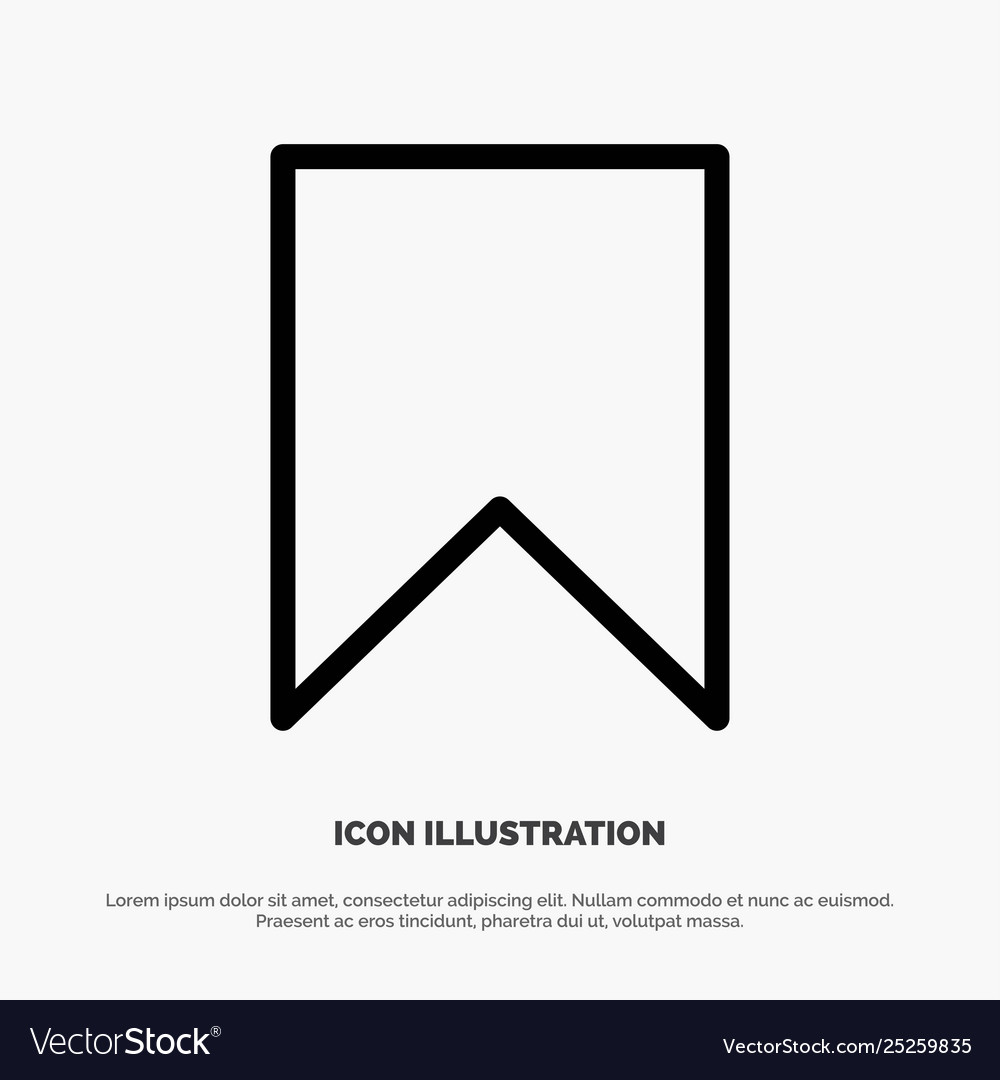 ICON ILLUSTRATION
Lorem ipsum dolor sit amet, consectetur adipiscing elit. Nullam commodo et nunc ac euismod.
Praesent ac eros tincidunt, pharetra dui ut, volutpat massa.
VectorStock®
VectorStock.com/25259835